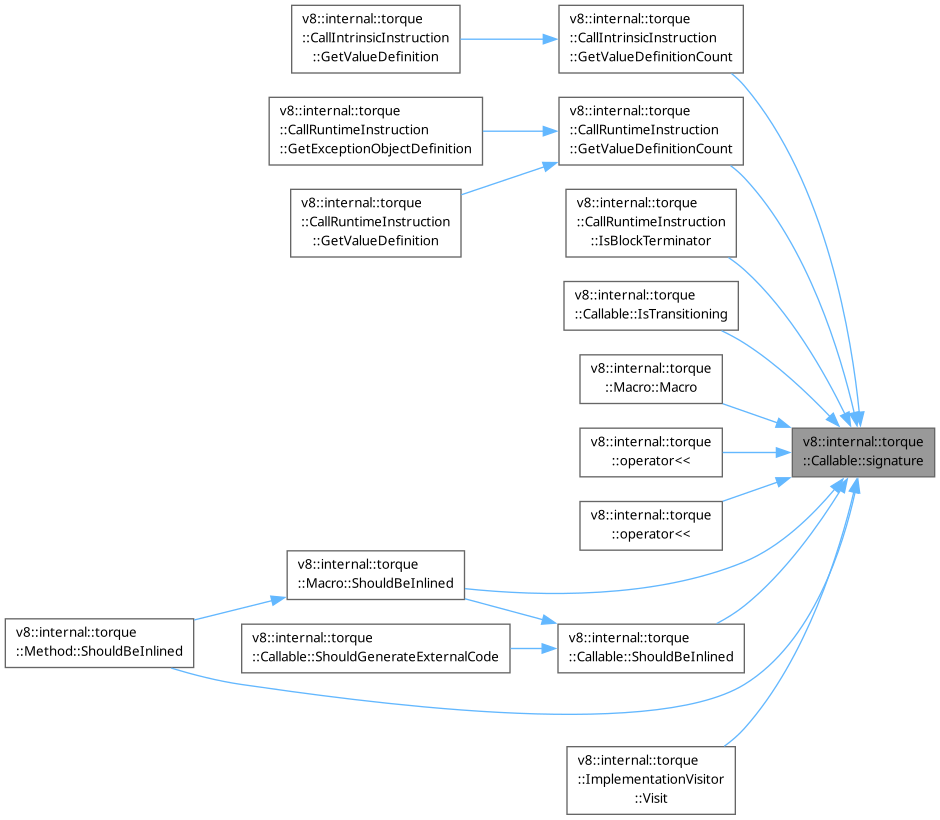 v8::internal::torque
::CallIntrinsicInstruction
::GetValueDefinition
v8::internal::torque
::CallIntrinsicInstruction
::GetValueDefinitionCount
v8::internal::torque
::CallRuntimeInstruction
::GetExceptionObjectDefinition
v8::internal::torque
::CallRuntimeInstruction
::GetValueDefinitionCount
v8::internal::torque
::CallRuntimeInstruction
::GetValueDefinition
v8::internal::torque
::CallRuntimeInstruction
::IsBlockTerminator
v8::internal::torque
::Callable::IsTransitioning
v8::internal::torque
::Macro::Macro
v8::internal::torque
::operator<<
v8::internal::torque
::Callable::signature
v8::internal::torque
::operator<<
v8::internal::torque
::Macro::ShouldBeInlined
v8::internal::torque
::Method::ShouldBeInlined
v8::internal::torque
::Callable::ShouldGenerateExternalCode
v8::internal::torque
::Callable::ShouldBeInlined
v8::internal::torque
::ImplementationVisitor
::Visit